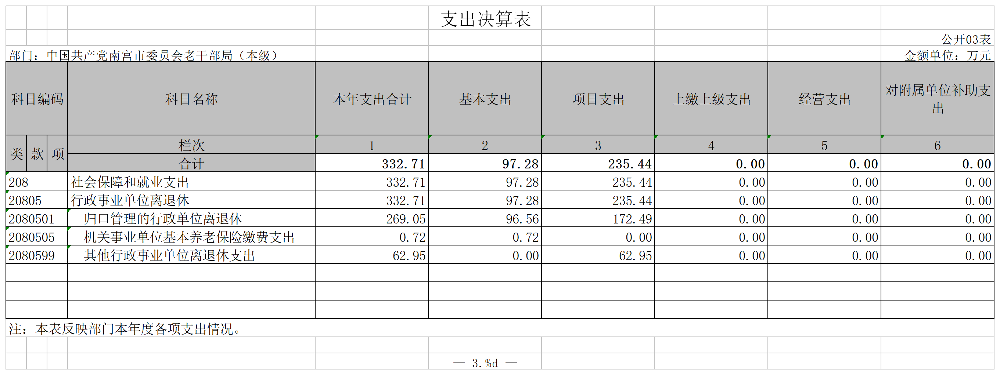 支出决算表
公开03表
部门：中国共产党南宫市委员会老干部局（本级）	金额单位：万元
科目编码	科目名称	本年支出合计	基本支出	项目支出	上缴上级支出	经营支出	对附属单位补助支出
类	款	项	栏次	1	2	3	4	5	6
合计	332.71	97.28	235.44	0.00	0.00	0.00
208	社会保障和就业支出	332.71	97.28	235.44	0.00	0.00	0.00
20805	行政事业单位离退休	332.71	97.28	235.44	0.00	0.00	0.00
2080501	归口管理的行政单位离退休	269.05	96.56	172.49	0.00	0.00	0.00
2080505	机关事业单位基本养老保险缴费支出	0.72	0.72	0.00	0.00	0.00	0.00
2080599	其他行政事业单位离退休支出	62.95	0.00	62.95	0.00	0.00	0.00
注：本表反映部门本年度各项支出情况。
— 3.%d —